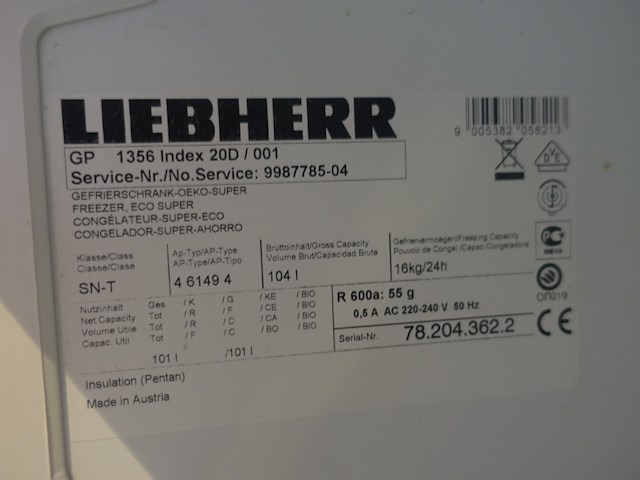 LIEBHERR
9 005382 058213
GP 1356 Index 20D / 001
Service-Nr./No.Service: 9987785-04
GEFRIERSCHRANK-OEKO-SUPER
FREEZER, ECO SUPER
CONGÉLATEUR-SUPER-ECO
CONGELADOR-SUPER-AHORRO
Klasse/Class
Classe/Clase
SN-T
Ap-Typ/AP-Type
AP-Type/AP-Tipo
4 6149 4
Bruttoinhalt/Gross Capacity
Volume Brut/Capacidad Bruta
104 l
Gefriervermoegen/Freezing Capacity
Pouvoir de Congel./Capac.Congeladora
16kg/24h
Nutzinhalt Ges / K / G / KE / BIO
Net Capacity Tot / R / F / CE / BIO
Volume Utile Tot / R / C / CA / BIO
Capac. Util Tot / F / C / BO / BIO
101 l /101 l
R 600a: 55 g
0,5 A AC 220-240 V 50 Hz
Serial-Nr. 78.204.362.2
Insulation (Pentan)
Made in Austria
DVE
ОП019
CE